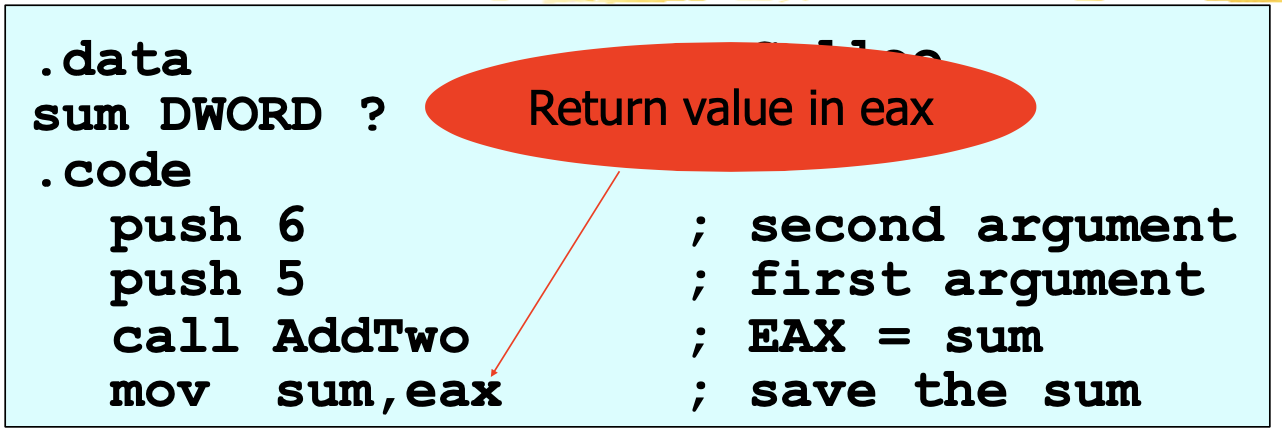 .data
Return value in eax
sum DWORD ?
.code
push 6 ; second argument
push 5 ; first argument
call AddTwo ; EAX = sum
mov sum,eax ; save the sum